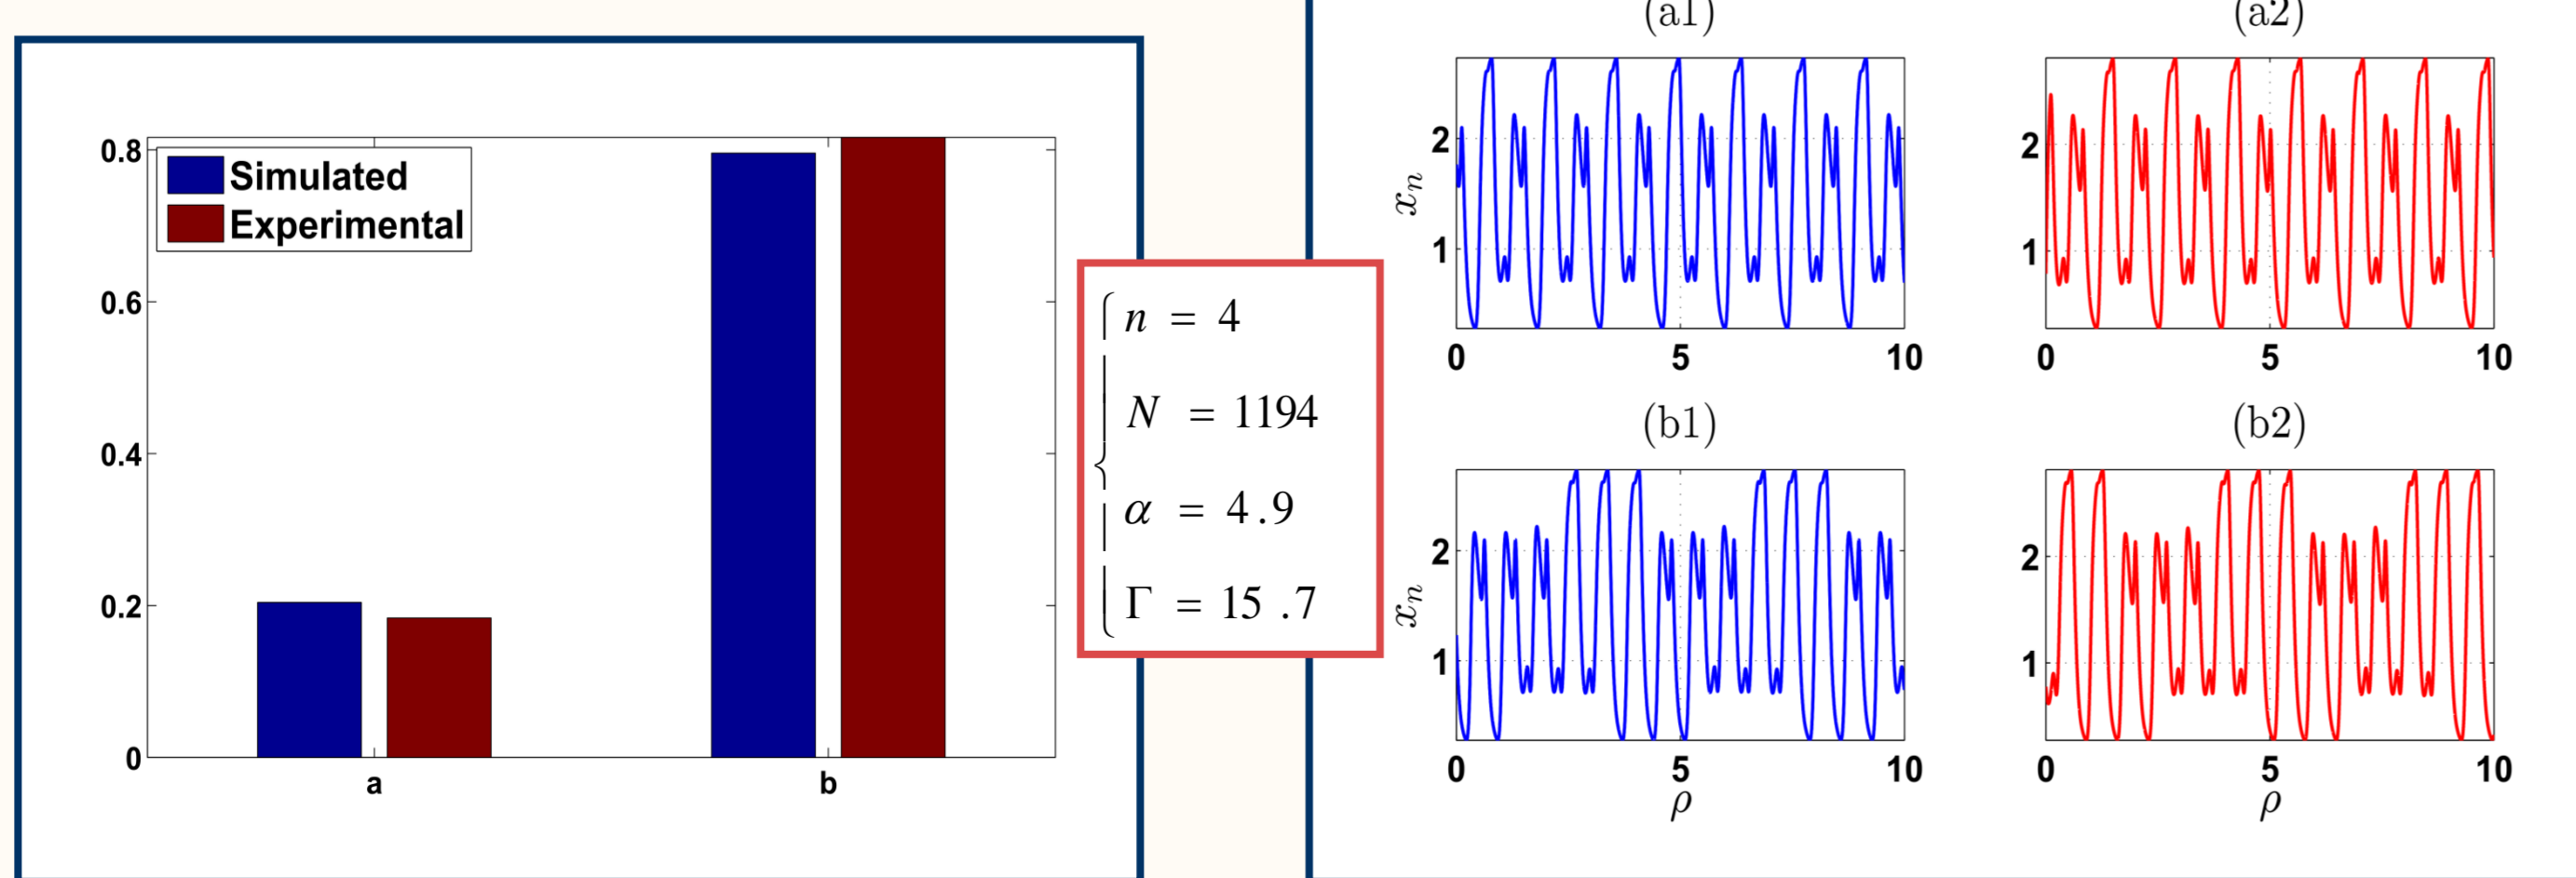 0.8
0.6
0.4
0.2
0
Simulated
Experimental
a
b
n = 4
N = 1194
α = 4.9
Γ = 15.7
(a1)
2
1
x_n
0 5 10
(a2)
2
1
0 5 10
(b1)
2
1
x_n
0 5 10
ρ
(b2)
2
1
0 5 10
ρ